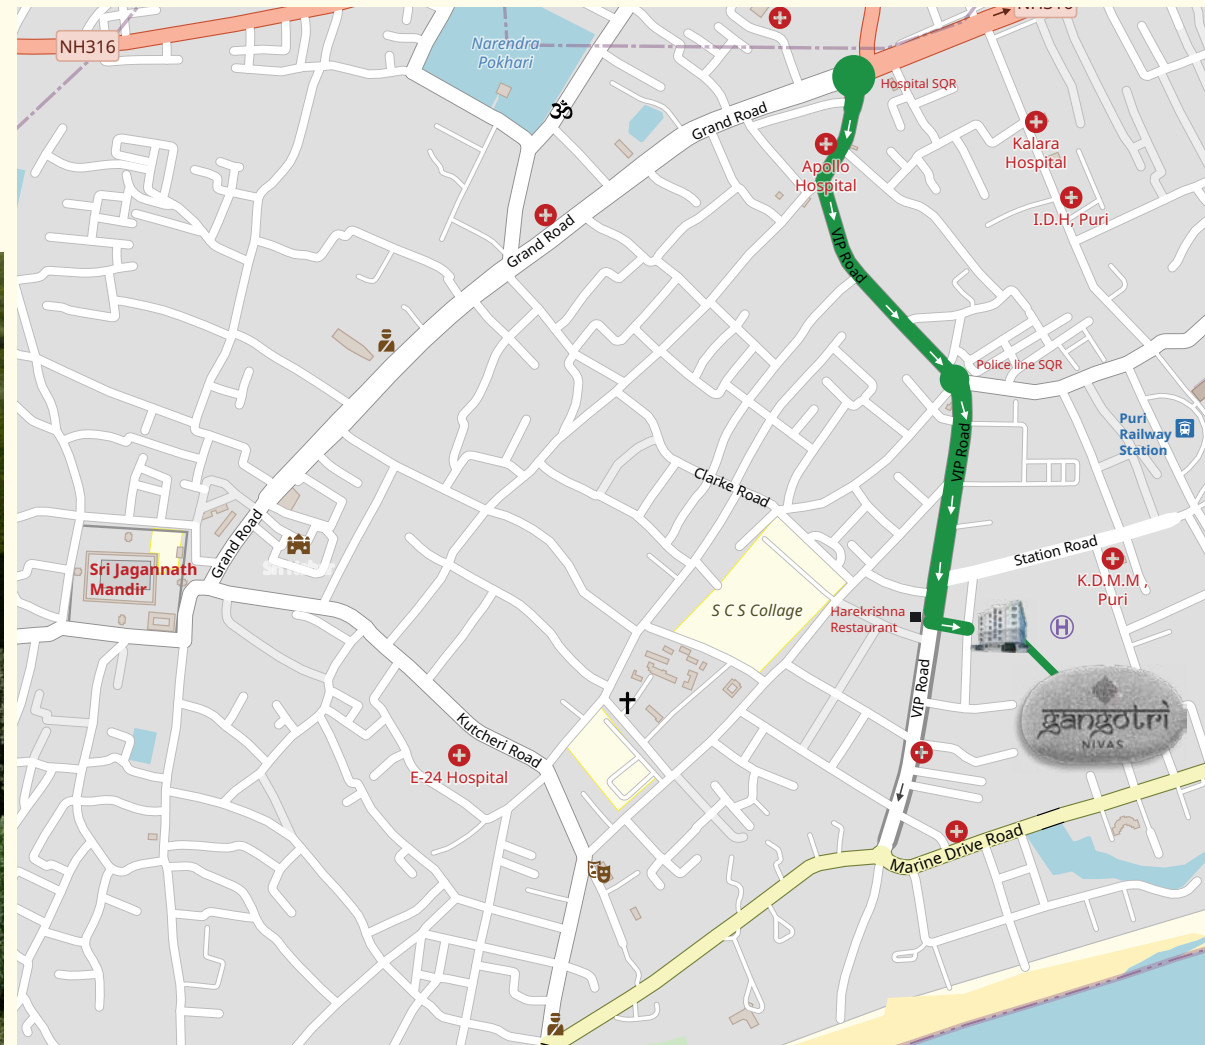 NH316
NH316
Narendra
Pokhari
ॐ
Hospital SQR
Grand Road
Kalara
Hospital
Apollo
Hospital
I.D.H, Puri
Grand Road
VIP Road
Police line SQR
Puri
Railway
Station
VIP Road
Clarke Road
Grand Road
Station Road
Sri Jagannath
Mandir
K.D.M.M ,
Puri
S C S Collage
Harekrishna
Restaurant
H
VIP Road
gangotri
NIVAS
Kutcheri Road
E-24 Hospital
Marine Drive Road